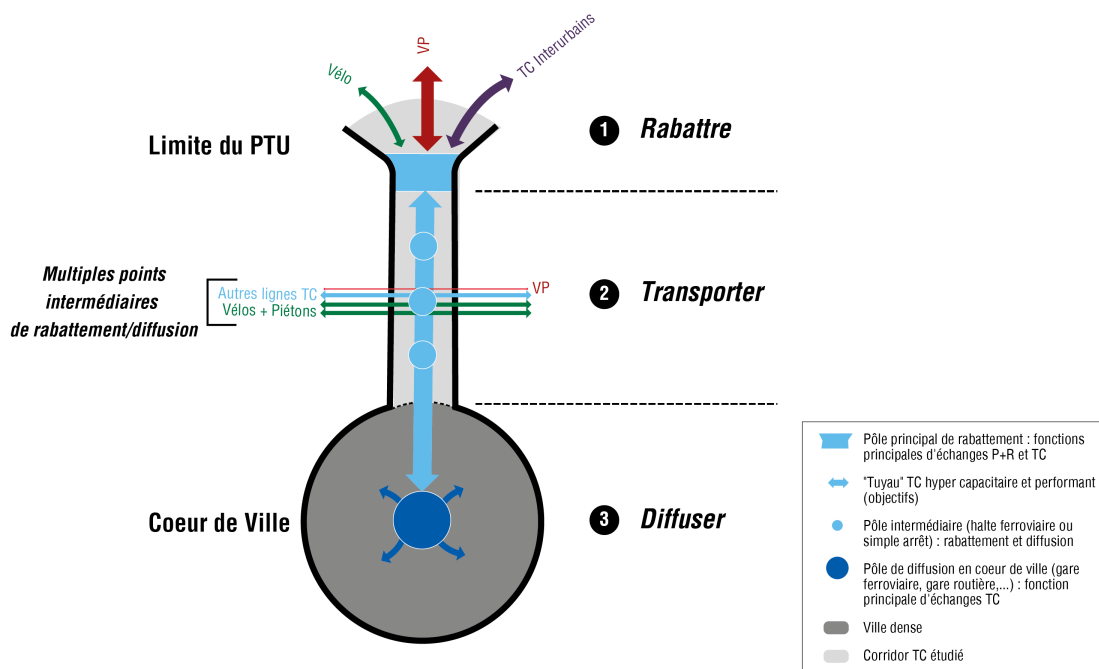 Vélo
VP
TC Interurbains
Limite du PTU
1 Rabattre
Multiples points
intermédiaires
de rabattement/diffusion
Autres lignes TC
Vélos + Piétons
VP
2 Transporter
Coeur de Ville
3 Diffuser
Pôle principal de rabattement : fonctions
principales d'échanges P+R et TC
"Tuyau" TC hyper capacitaire et performant
(objectifs)
Pôle intermédiaire (halte ferroviaire ou
simple arrêt) : rabattement et diffusion
Pôle de diffusion en coeur de ville (gare
ferroviaire, gare routière,...) : fonction
principale d'échanges TC
Ville dense
Corridor TC étudié